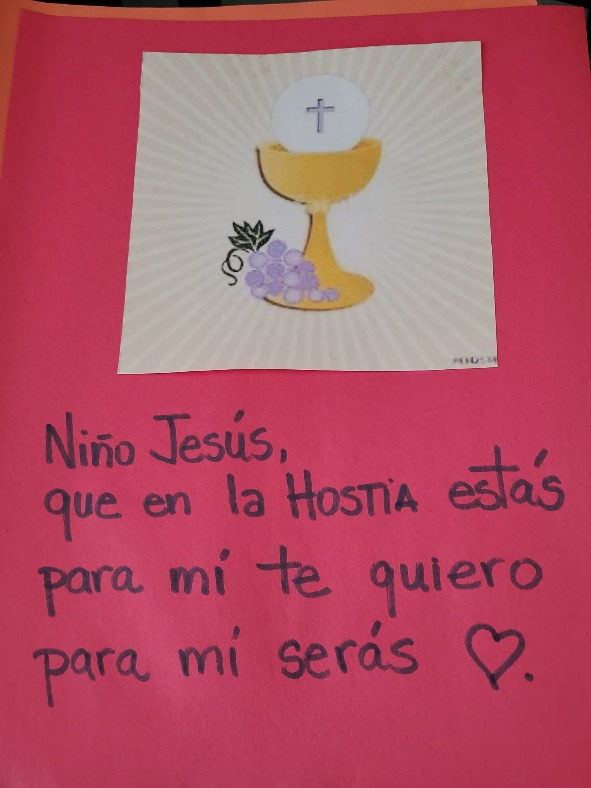 Niño Jesús,
que en la HOSTIA estás
para mí te quiero
para mí serás ♡.